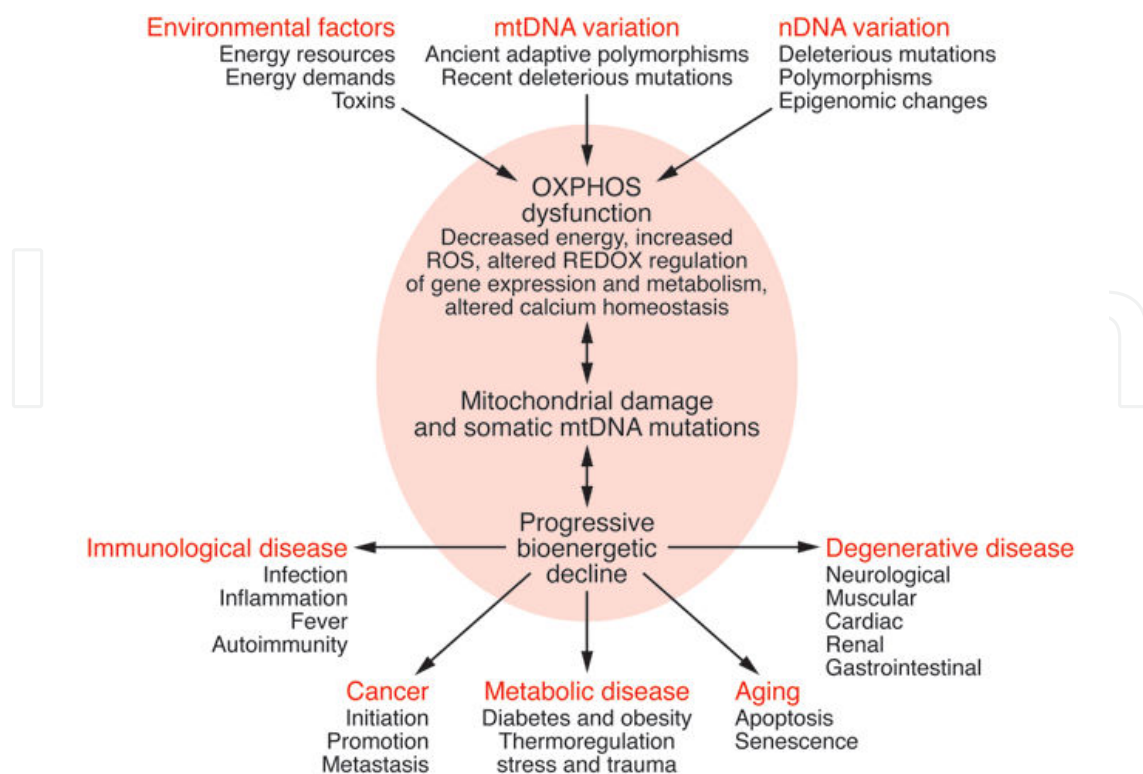 Environmental factors
Energy resources
Energy demands
Toxins
mtDNA variation
Ancient adaptive polymorphisms
Recent deleterious mutations
nDNA variation
Deleterious mutations
Polymorphisms
Epigenomic changes
OXPHOS
dysfunction
Decreased energy, increased
ROS, altered REDOX regulation
of gene expression and metabolism,
altered calcium homeostasis
Mitochondrial damage
and somatic mtDNA mutations
Progressive
bioenergetic
decline
Immunological disease
Infection
Inflammation
Fever
Autoimmunity
Degenerative disease
Neurological
Muscular
Cardiac
Renal
Gastrointestinal
Cancer
Initiation
Promotion
Metastasis
Metabolic disease
Diabetes and obesity
Thermoregulation
stress and trauma
Aging
Apoptosis
Senescence